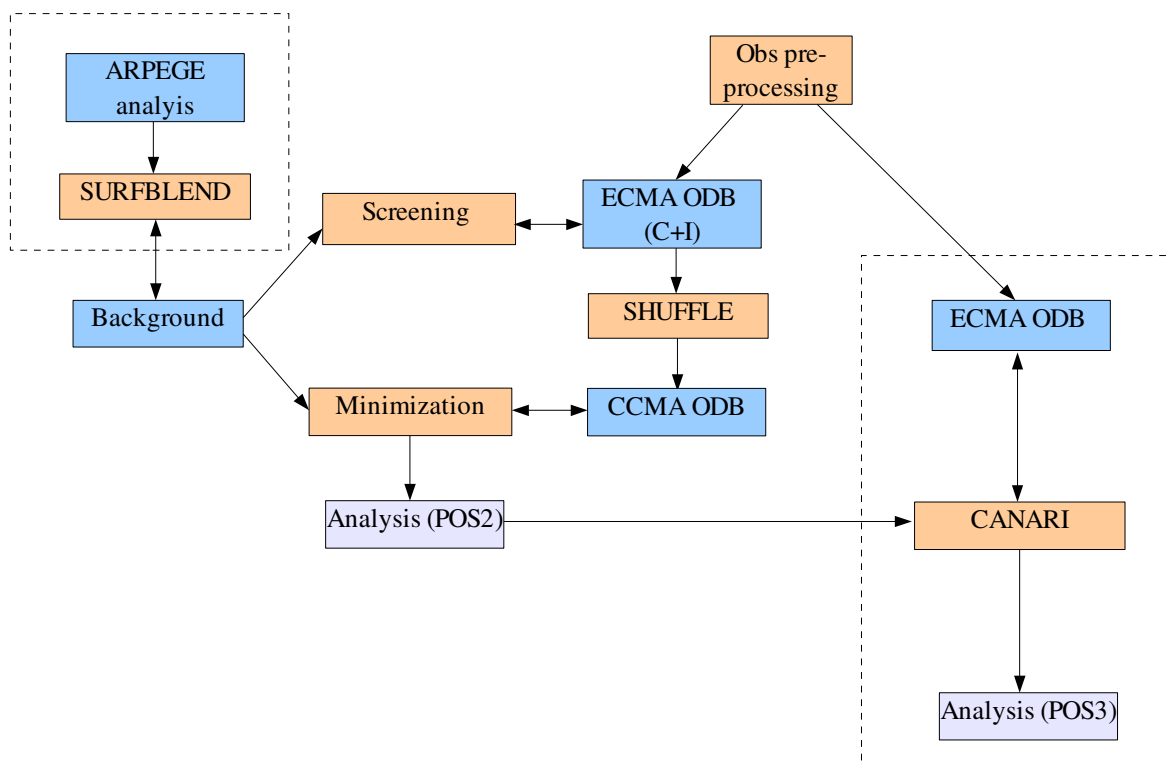 ARPEGE
analyis
SURFBLEND
Background
Screening
Minimization
Analysis (POS2)
Obs pre-
processing
ECMA ODB
(C+I)
SHUFFLE
CCMA ODB
ECMA ODB
CANARI
Analysis (POS3)